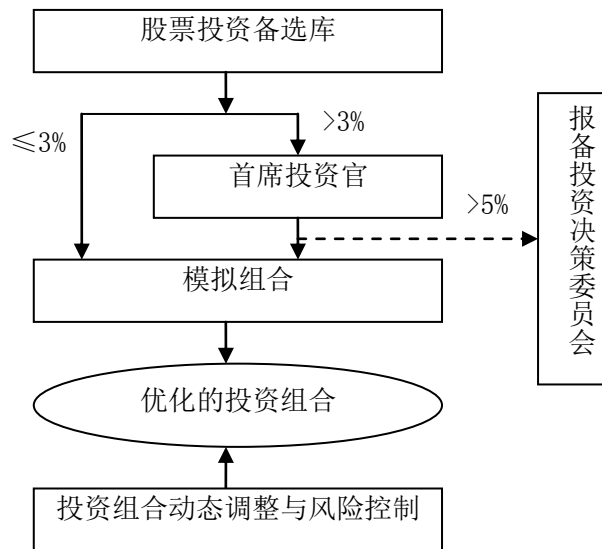 股票投资备选库
≤3%
>3%
首席投资官
>5%
报备投资决策委员会
模拟组合
优化的投资组合
投资组合动态调整与风险控制